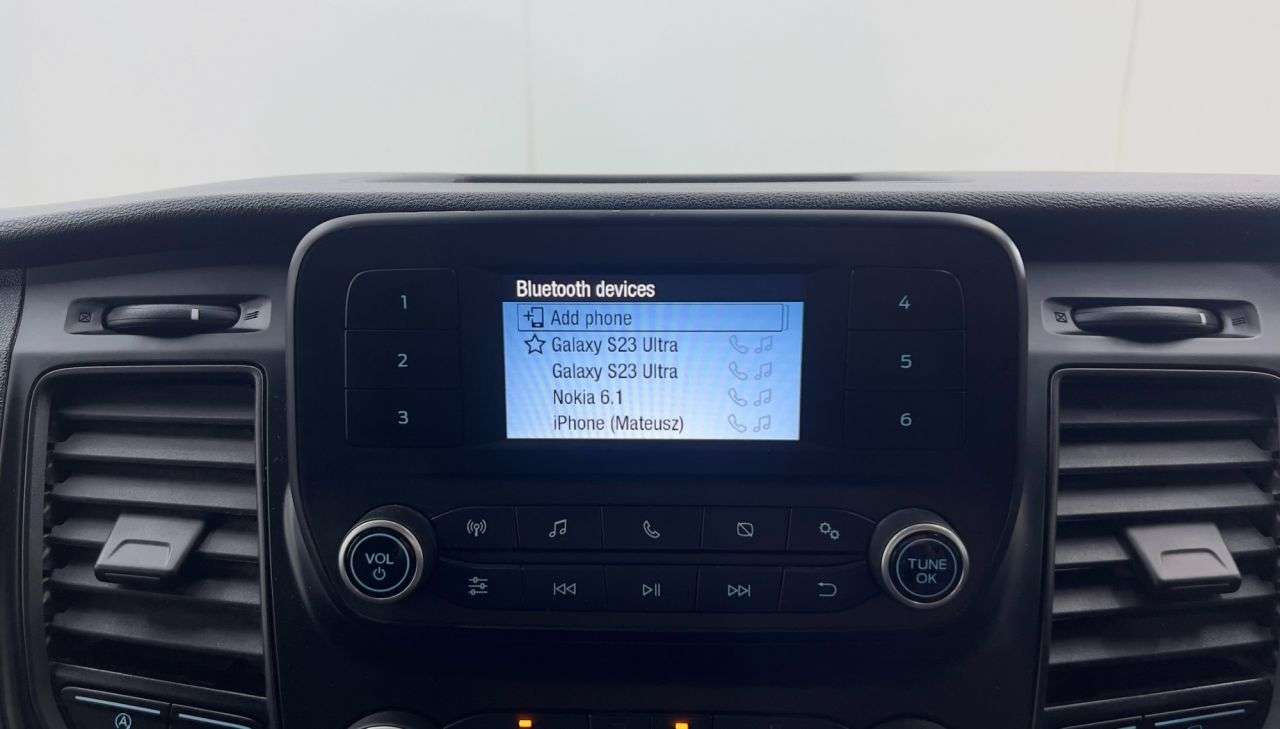 Bluetooth devices
Add phone
Galaxy S23 Ultra
Galaxy S23 Ultra
Nokia 6.1
iPhone (Mateusz)
1
2
3
4
5
6
VOL
TUNE
OK
A